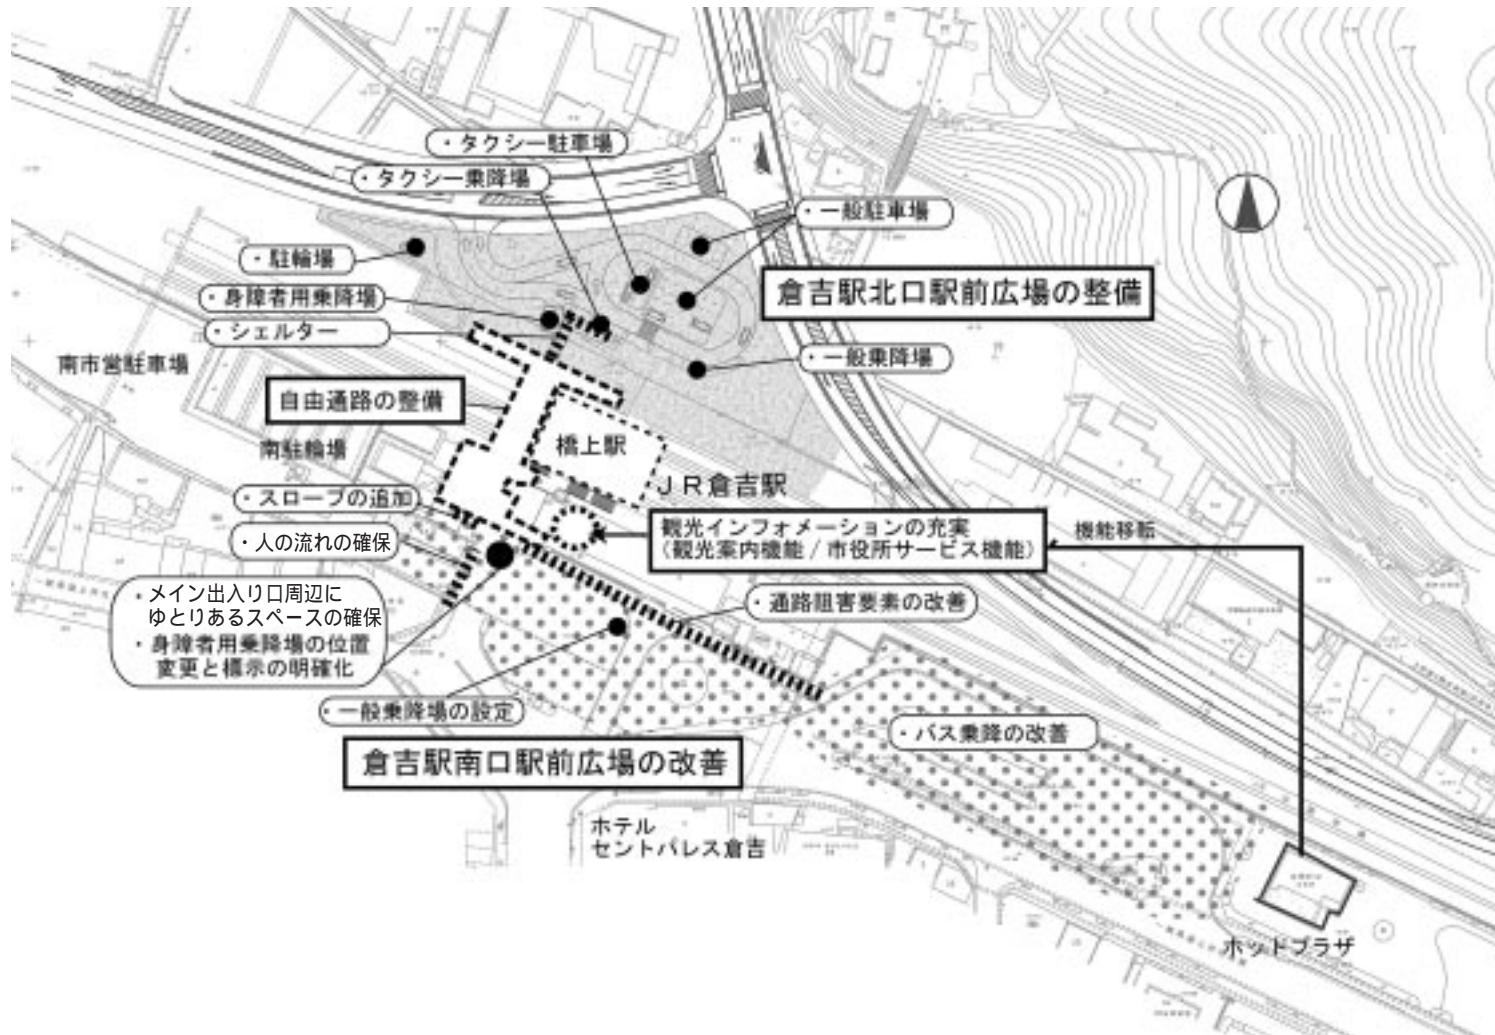 ・タクシー駐車場
・タクシー乗降場
・一般駐車場
・駐輪場
倉吉駅北口駅前広場の整備
・身障者用乗降場
・シェルター
・一般乗降場
南市営駐車場
自由通路の整備
橋上駅
南駐輪場
JR倉吉駅
・スロープの追加
観光インフォメーションの充実
(観光案内機能/市役所サービス機能)
機能移転
・人の流れの確保
・メイン出入り口周辺に
ゆとりあるスペースの確保
・身障者用乗降場の位置
変更と標示の明確化
・通路阻害要素の改善
・一般乗降場の設定
・バス乗降の改善
倉吉駅南口駅前広場の改善
ホテル
セントパレス倉吉
ホットプラザ